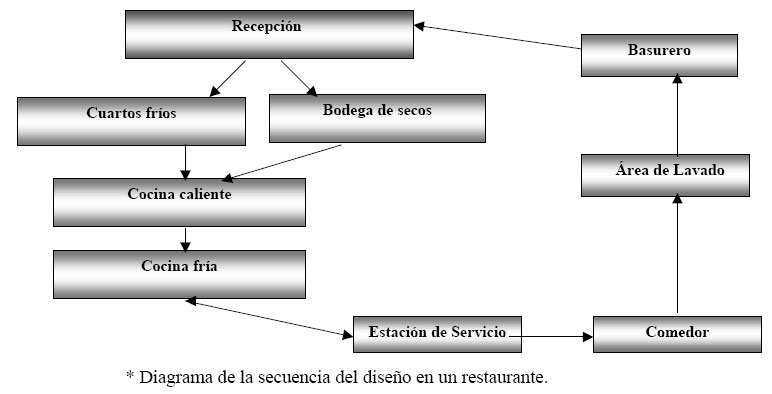 Recepción
Basurero
Cuartos fríos
Bodega de secos
Área de Lavado
Cocina caliente
Cocina fría
Estación de Servicio
Comedor
* Diagrama de la secuencia del diseño en un restaurante.